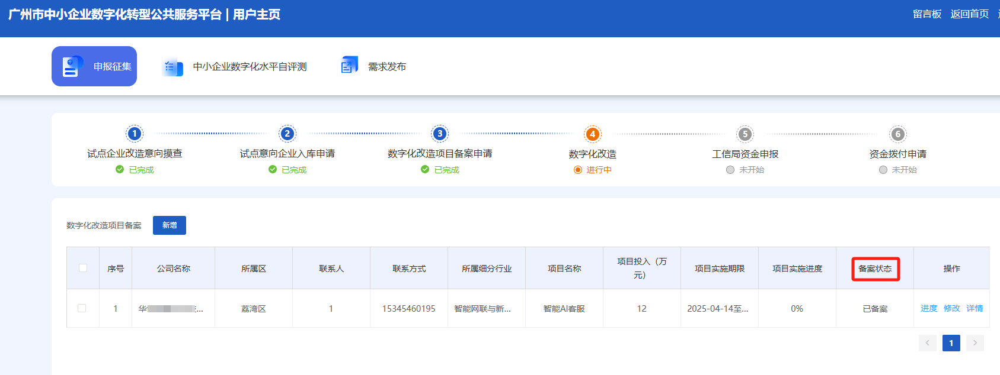 广州市中小企业数字化转型公共服务平台 | 用户主页
留言板 返回首页
申报征集 中小企业数字化水平自评测 需求发布
1 2 3 4 5 6
试点企业改造意向摸查 试点意向企业入库申请 数字化改造项目备案申请 数字化改造 工信局资金申报 资金拨付申请
已完成 已完成 已完成 进行中 未开始 未开始
数字化改造项目备案 新增
序号 公司名称 所属区 联系人 联系方式 所属细分行业 项目名称 项目投入（万
元） 项目实施期限 项目实施进度 备案状态 操作
1 华... 荔湾区 1 15345460195 智能网联与新... 智能AI客服 12 2025-04-14至... 0% 已备案 进度 修改 详情
< 1 >